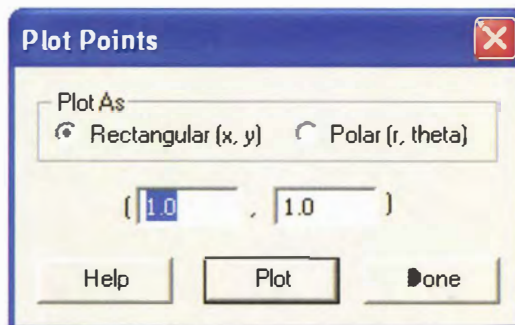 Plot Points
Plot As
Rectangular (x, y) Polar (r, theta)
( 1.0 , 1.0 )
Help Plot Done